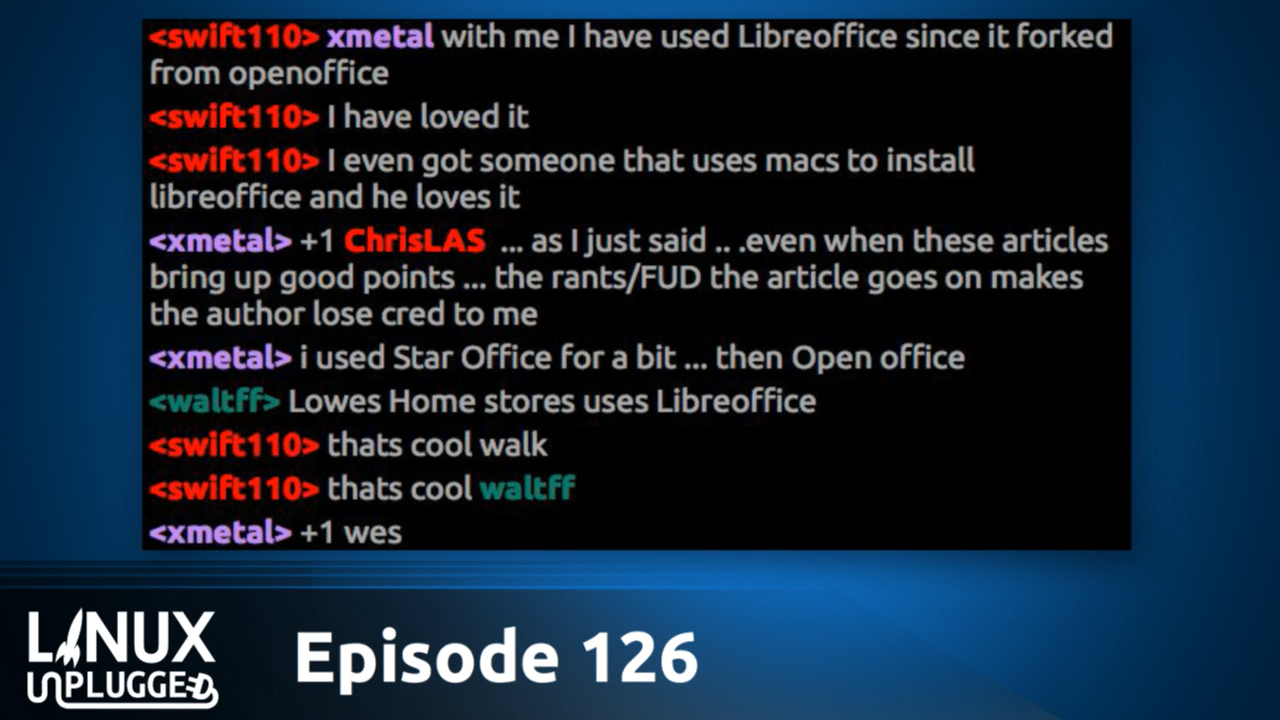 <swift110> xmetal with me I have used Libreoffice since it forked
from openoffice
<swift110> I have loved it
<swift110> I even got someone that uses macs to install
libreoffice and he loves it
<xmetal> +1 ChrisLAS ... as I just said .. .even when these articles
bring up good points ... the rants/FUD the article goes on makes
the author lose cred to me
<xmetal> i used Star Office for a bit ... then Open office
<waltff> Lowes Home stores uses Libreoffice
<swift110> thats cool walk
<swift110> thats cool waltff
<xmetal> +1 wes
LINUX
UNPLUGGED
Episode 126